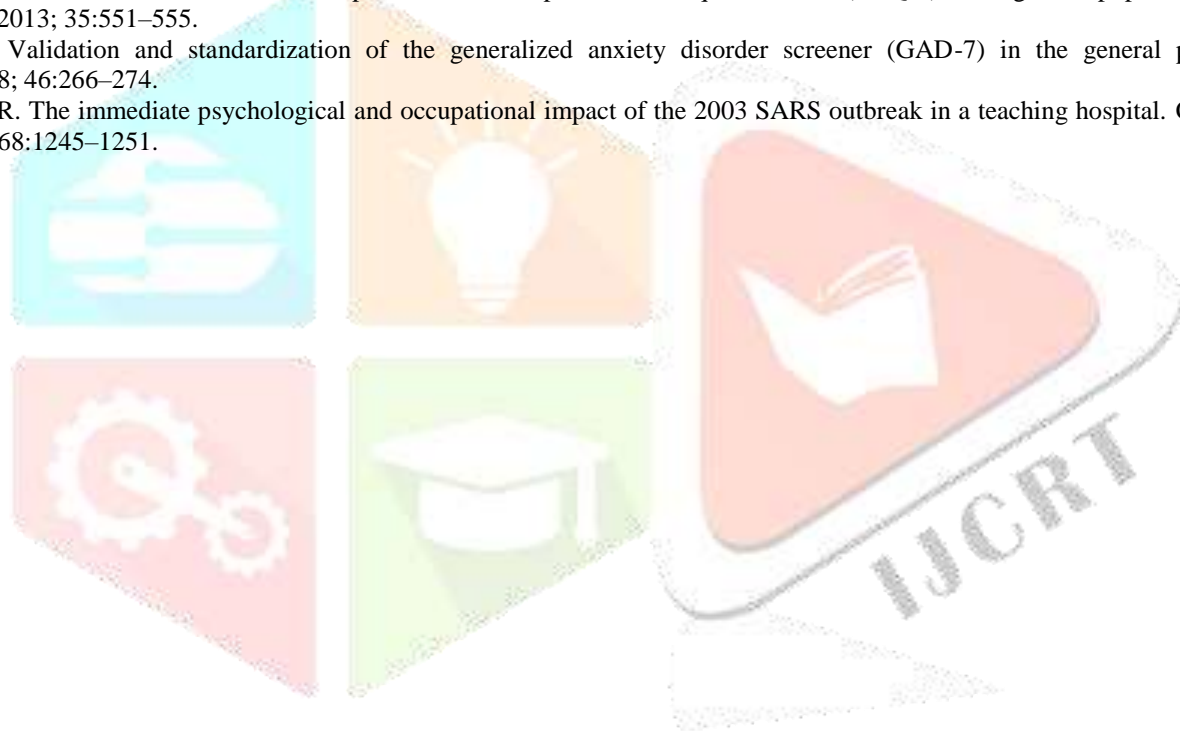 2013; 35:551–555.
Validation and standardization of the generalized anxiety disorder screener (GAD-7) in the general
8; 46:266–274.
R. The immediate psychological and occupational impact of the 2003 SARS outbreak in a teaching hospital.
68:1245–1251.
IJCRT